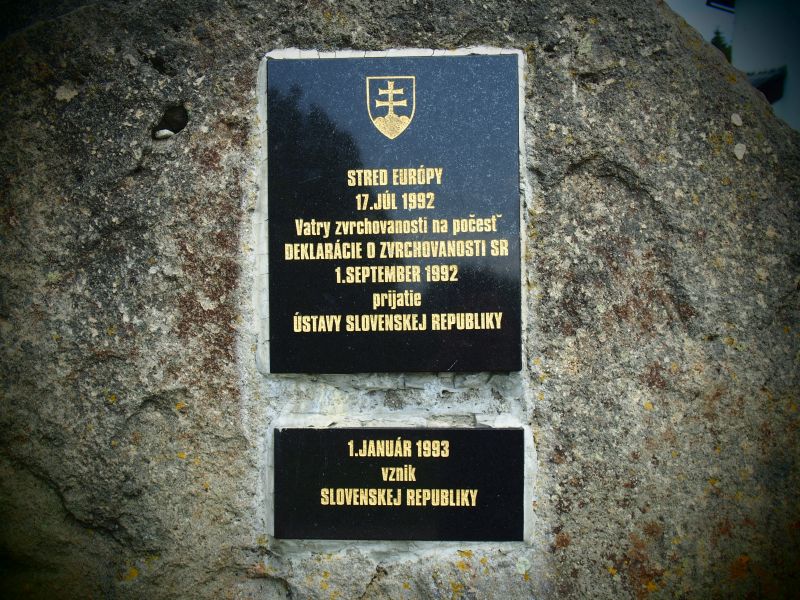 STRED EURÓPY
17.JÚL 1992
Vatry zvrchovanosti na počesť
DEKLARÁCIE O ZVRCHOVANOSTI SR
1.SEPTEMBER 1992
prijatie
ÚSTAVY SLOVENSKEJ REPUBLIKY
1.JANUÁR 1993
vznik
SLOVENSKEJ REPUBLIKY